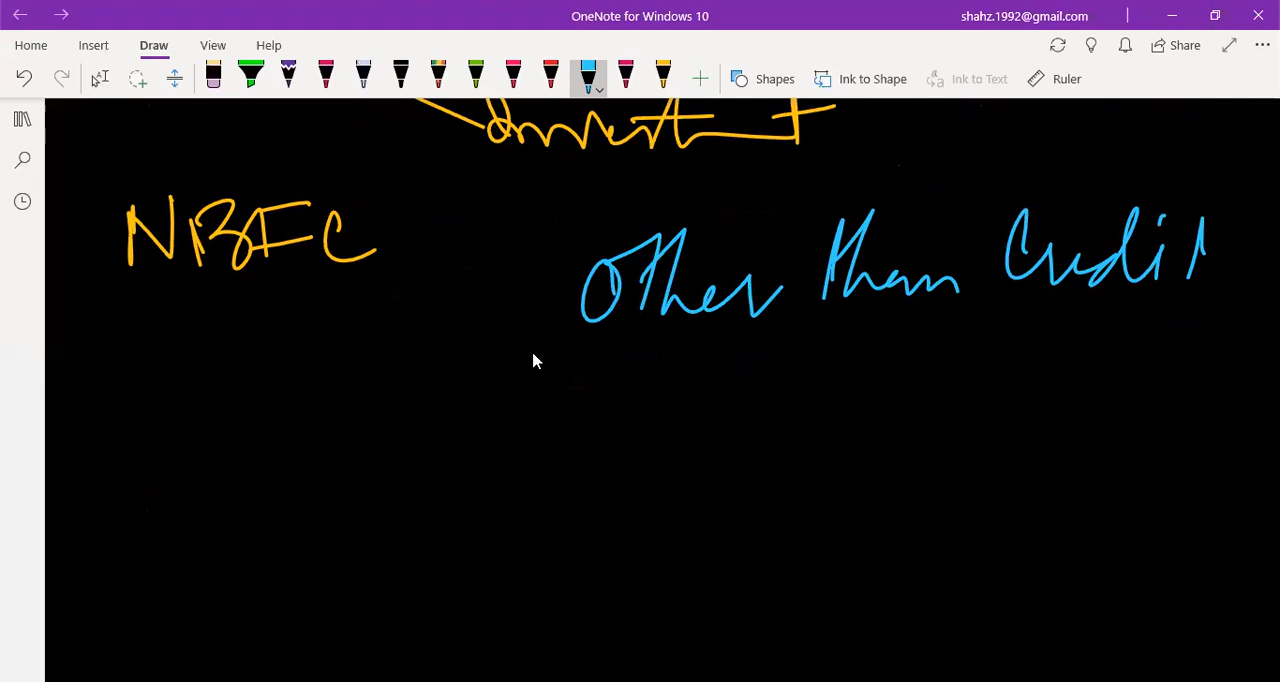 OneNote for Windows 10
shahz.1992@gmail.com
Home Insert Draw View Help
Share
Shapes Ink to Shape Ink to Text Ruler
NBFC
Other than Credit